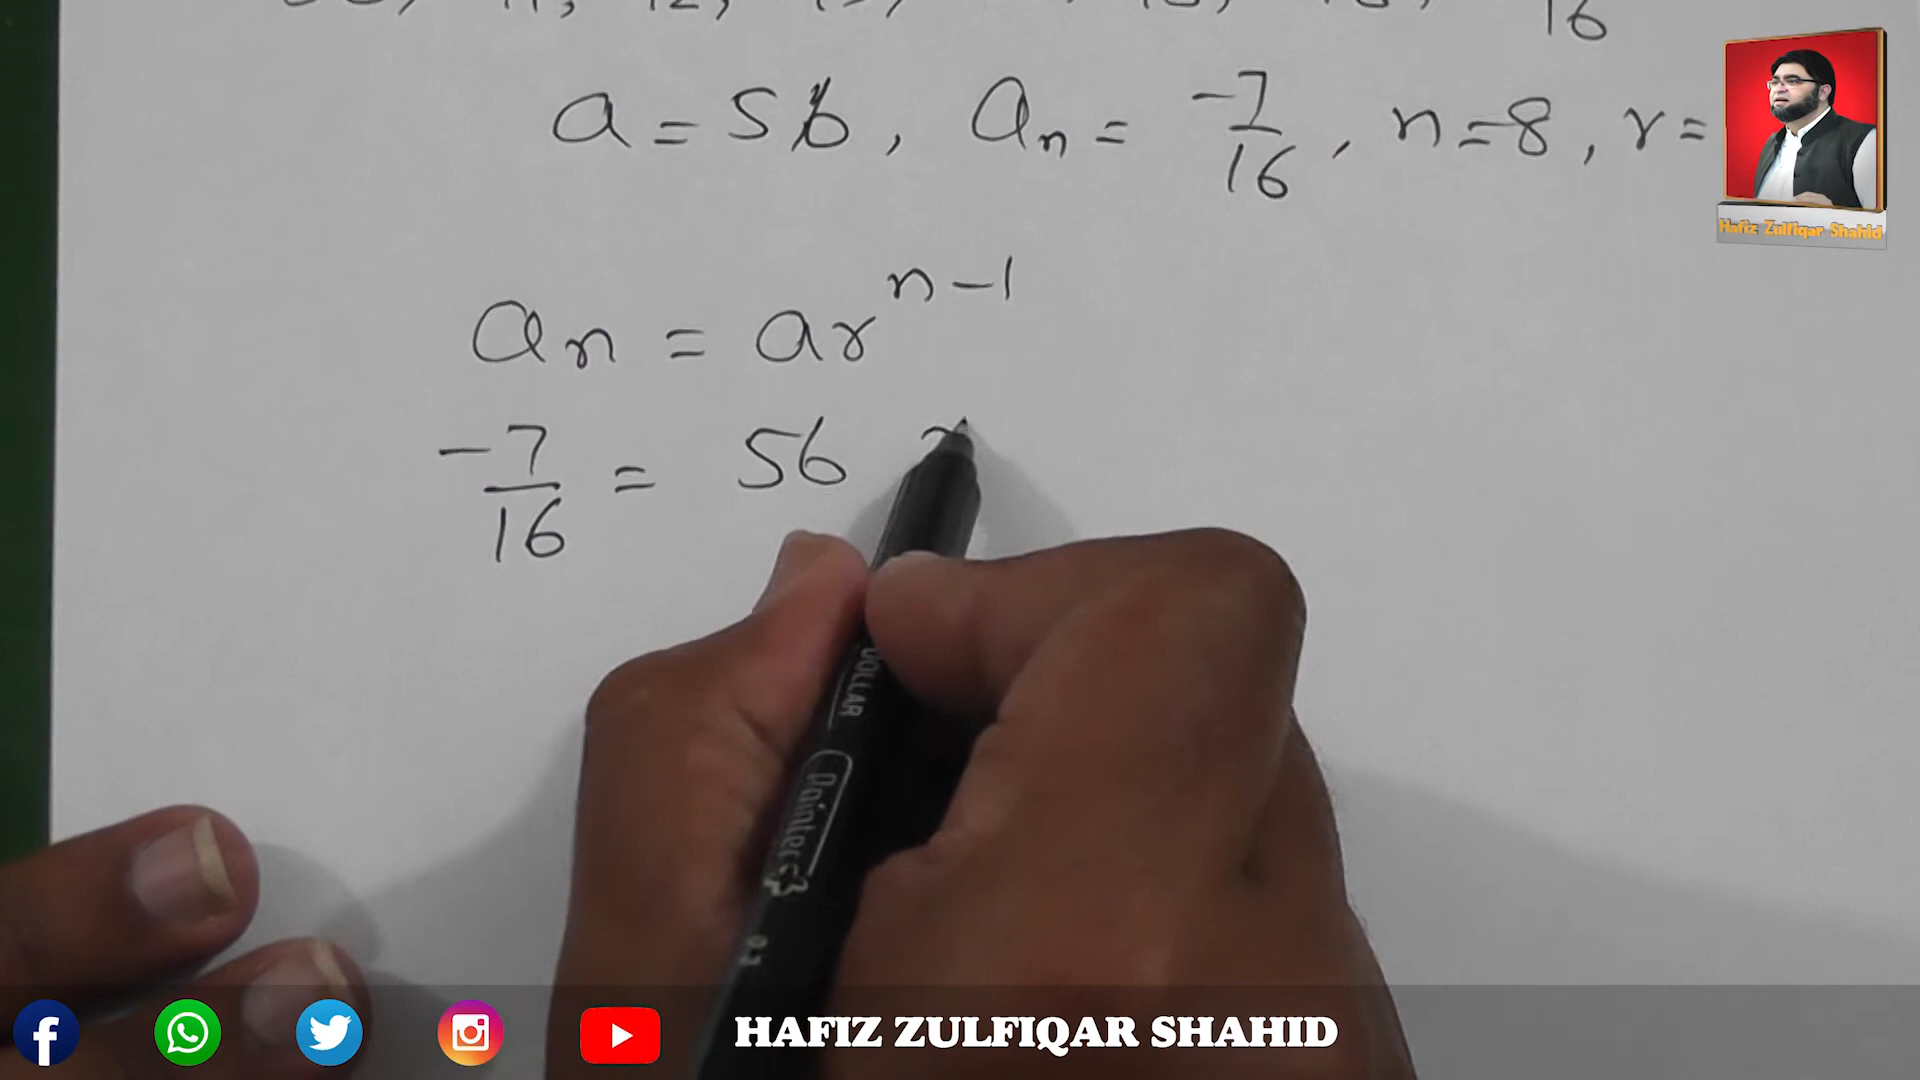 16
a = 56, an = -7/16, n = 8, r =
Hafiz Zulfiqar Shahid
an = ar^n-1
-7/16 = 56
DOLLAR
Pointer
HAFIZ ZULFIQAR SHAHID